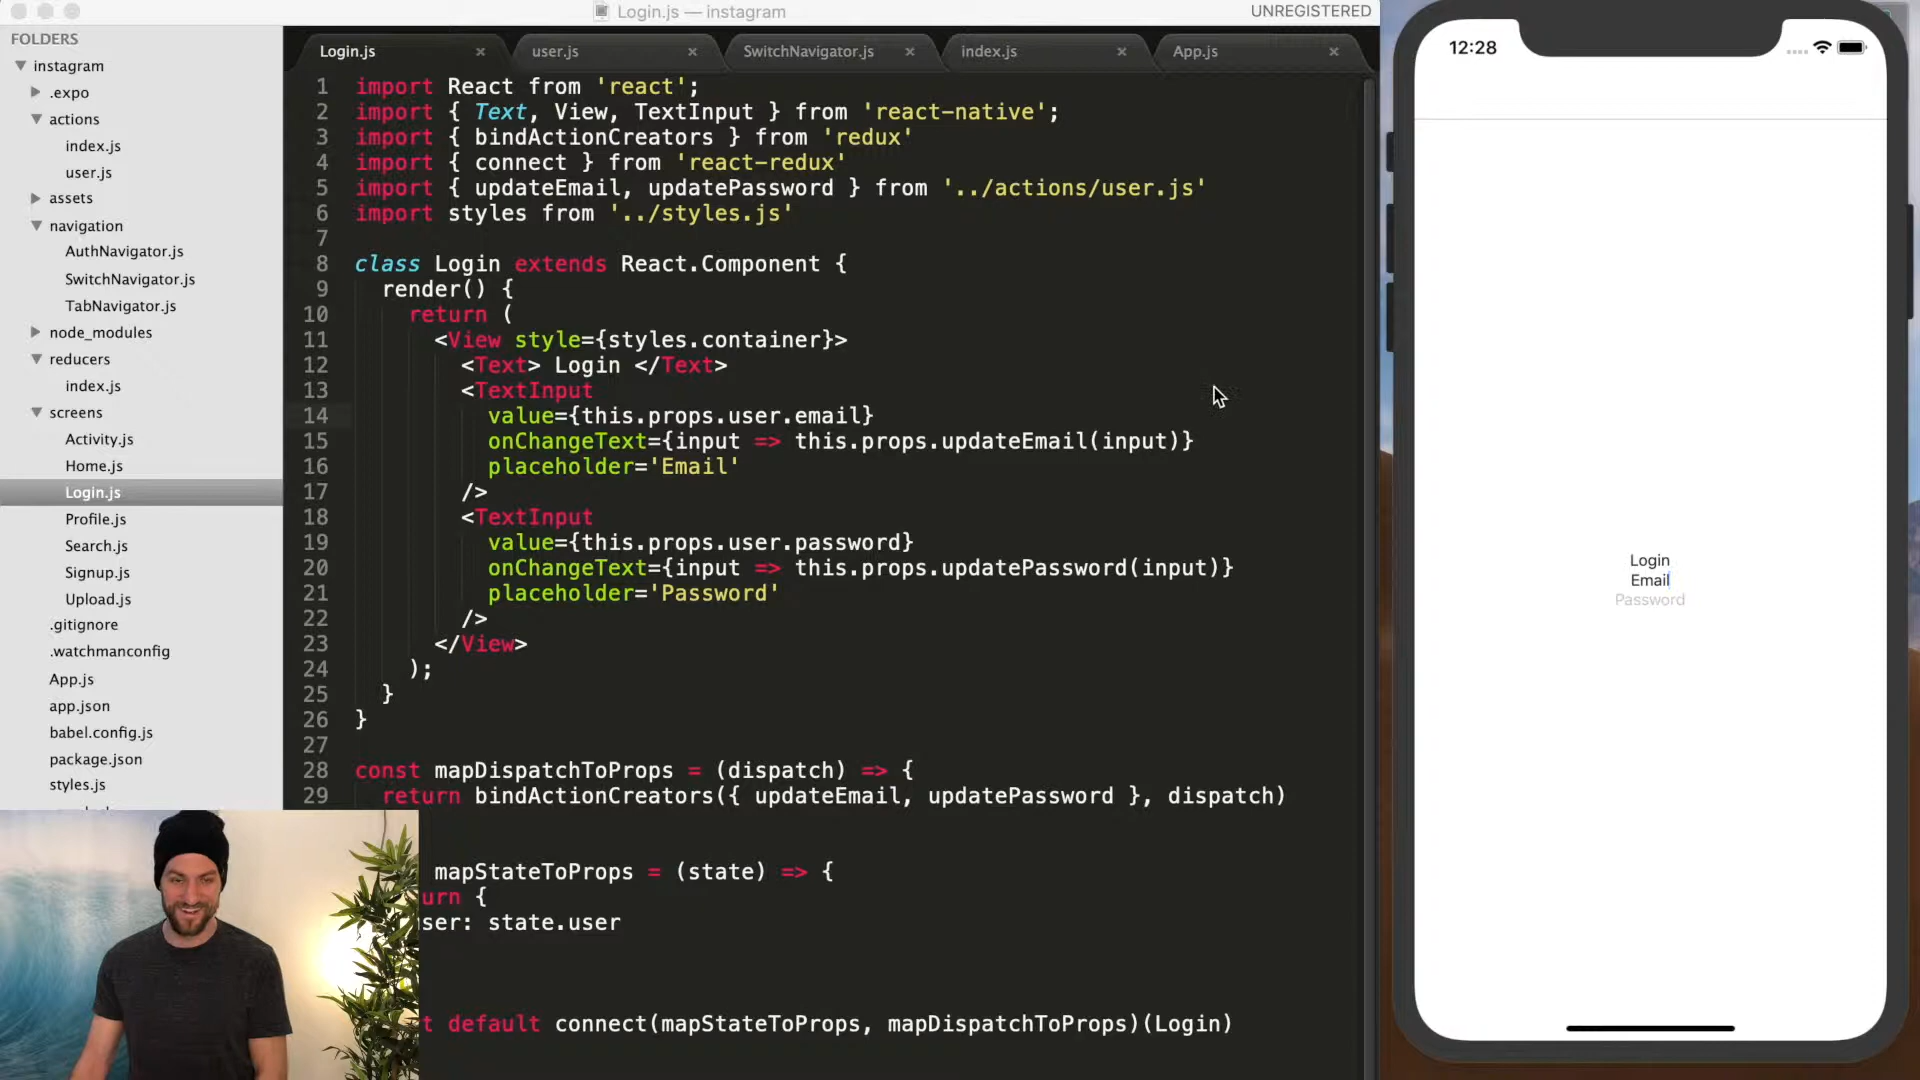 Login.js — instagram
UNREGISTERED
FOLDERS
instagram
.expo
actions
index.js
user.js
assets
navigation
AuthNavigator.js
SwitchNavigator.js
TabNavigator.js
node_modules
reducers
index.js
screens
Activity.js
Home.js
Login.js
Profile.js
Search.js
Signup.js
Upload.js
.gitignore
.watchmanconfig
App.js
app.json
babel.config.js
package.json
styles.js
Login.js × user.js × SwitchNavigator.js × index.js × App.js ×
1 import React from 'react';
2 import { Text, View, TextInput } from 'react-native';
3 import { bindActionCreators } from 'redux'
4 import { connect } from 'react-redux'
5 import { updateEmail, updatePassword } from '../actions/user.js'
6 import styles from '../styles.js'
7
8 class Login extends React.Component {
9 render() {
10 return (
11 <View style={styles.container}>
12 <Text> Login </Text>
13 <TextInput
14 value={this.props.user.email}
15 onChangeText={input => this.props.updateEmail(input)}
16 placeholder='Email'
17 />
18 <TextInput
19 value={this.props.user.password}
20 onChangeText={input => this.props.updatePassword(input)}
21 placeholder='Password'
22 />
23 </View>
24 );
25 }
26 }
27
28 const mapDispatchToProps = (dispatch) => {
29 return bindActionCreators({ updateEmail, updatePassword }, dispatch)
mapStateToProps = (state) => {
urn {
ser: state.user
t default connect(mapStateToProps, mapDispatchToProps)(Login)
12:28
Login
Email
Password